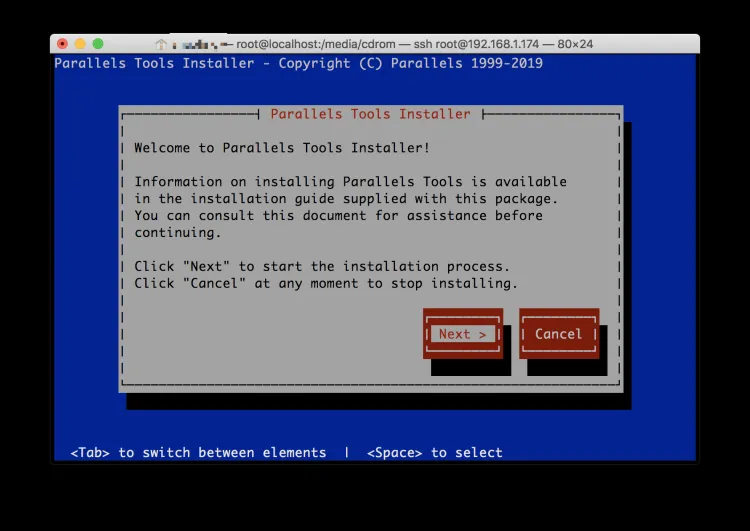 — root@localhost:/media/cdrom — ssh root@192.168.1.174 — 80×24
Parallels Tools Installer - Copyright (C) Parallels 1999-2019
Parallels Tools Installer
Welcome to Parallels Tools Installer!
Information on installing Parallels Tools is available
in the installation guide supplied with this package.
You can consult this document for assistance before
continuing.
Click "Next" to start the installation process.
Click "Cancel" at any moment to stop installing.
Next > Cancel
<Tab> to switch between elements | <Space> to select